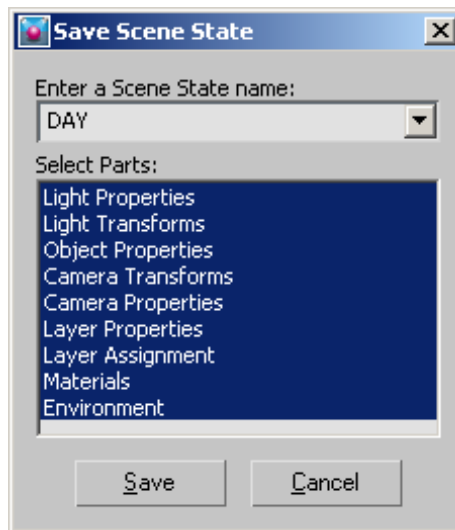 Save Scene State
Enter a Scene State name:
DAY
Select Parts:
Light Properties
Light Transforms
Object Properties
Camera Transforms
Camera Properties
Layer Properties
Layer Assignment
Materials
Environment
Save
Cancel